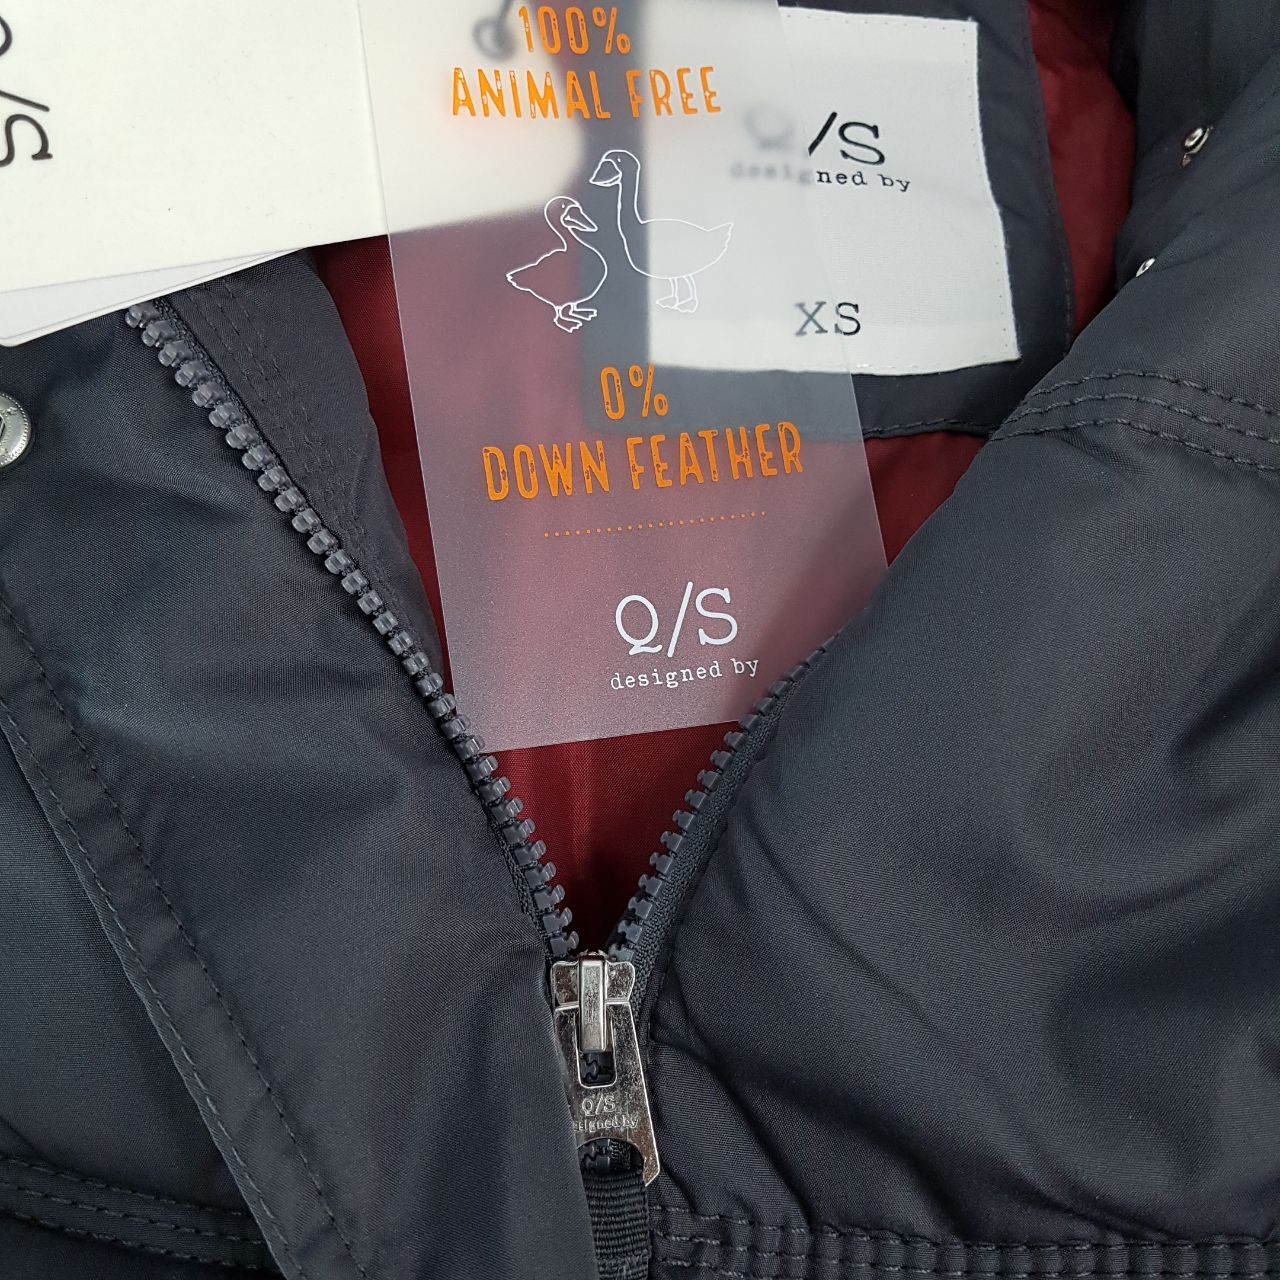 /S
100%
ANIMAL FREE
Q/S
designed by
XS
0%
DOWN FEATHER
Q/S
designed by
Q/S
designed by